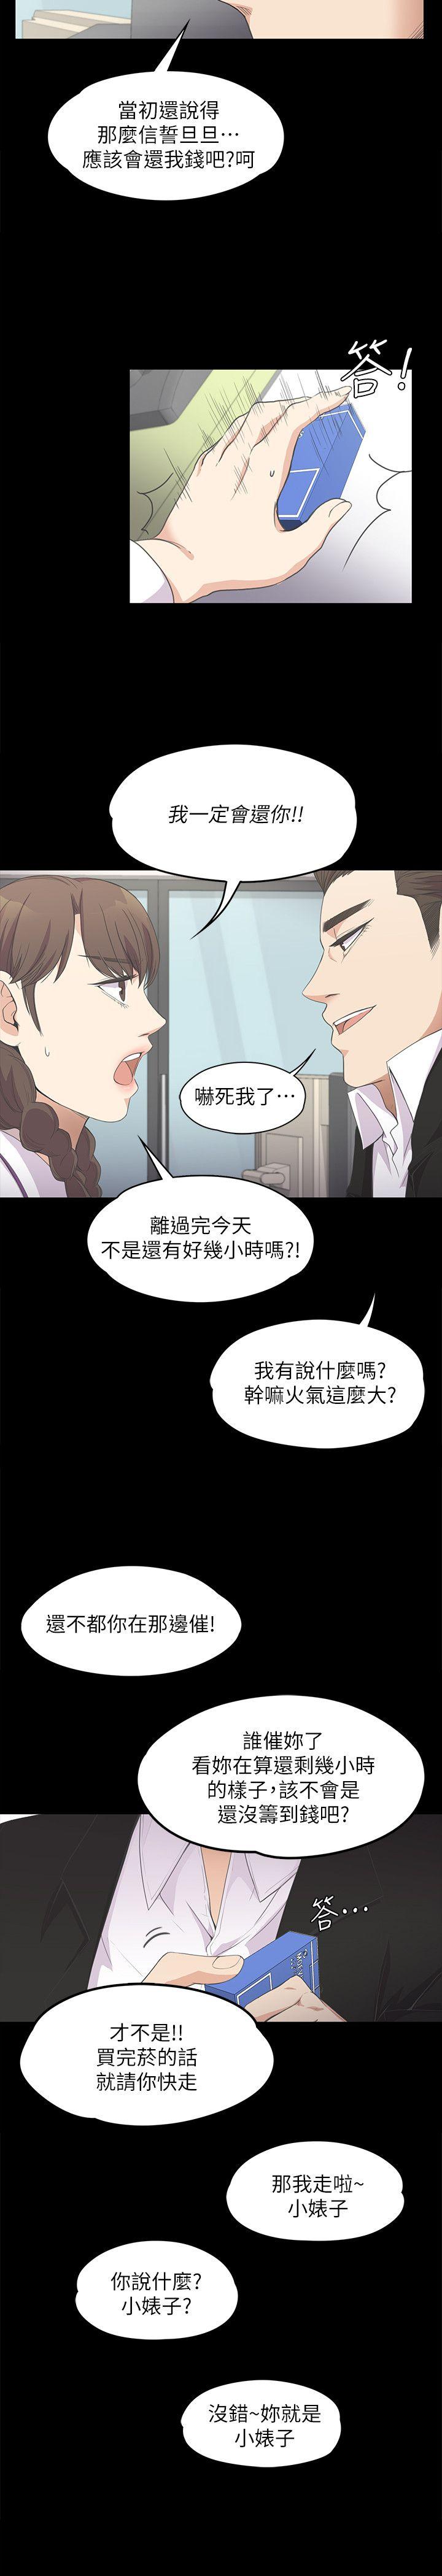 當初還說得
那麼信誓旦旦⋯
應該會還我錢吧?呵
答!
我一定會還你!!
嚇死我了⋯
離過完今天
不是還有好幾小時嗎?!
我有說什麼嗎?
幹嘛火氣這麼大?
還不都你在那邊催!
誰催妳了
看妳在算還剩幾小時
的樣子,該不會是
還沒籌到錢吧?
答⋯
才不是!!
買完菸的話
就請你快走
那我走啦~
小婊子
你說什麼?
小婊子?
沒錯~妳就是
小婊子